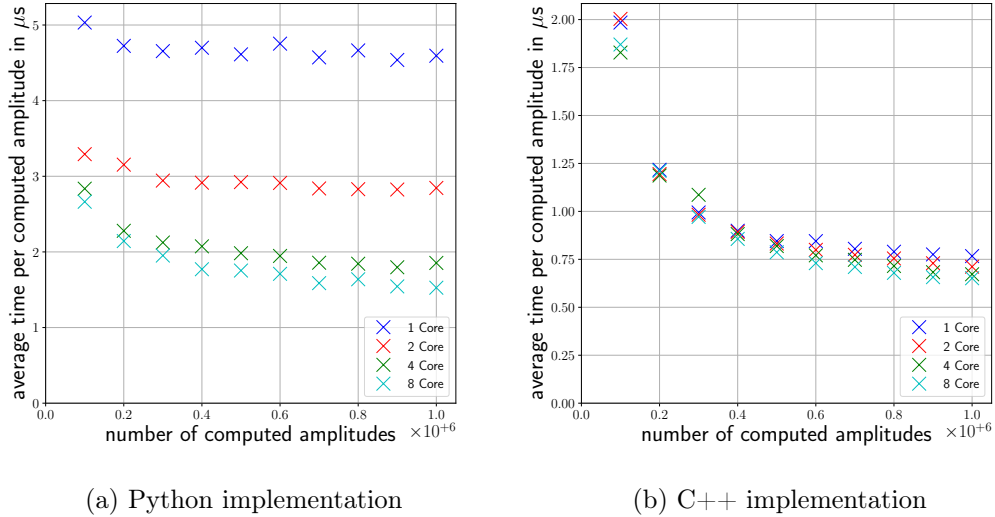 average time per computed amplitude in μs
5
4
3
2
1
0
0.0
0.2
0.4
0.6
0.8
1.0
×10^{+6}
number of computed amplitudes
1 Core
2 Core
4 Core
8 Core
(a) Python implementation
average time per computed amplitude in μs
2.00
1.75
1.50
1.25
1.00
0.75
0.50
0.25
0.00
0.0
0.2
0.4
0.6
0.8
1.0
×10^{+6}
number of computed amplitudes
1 Core
2 Core
4 Core
8 Core
(b) C++ implementation